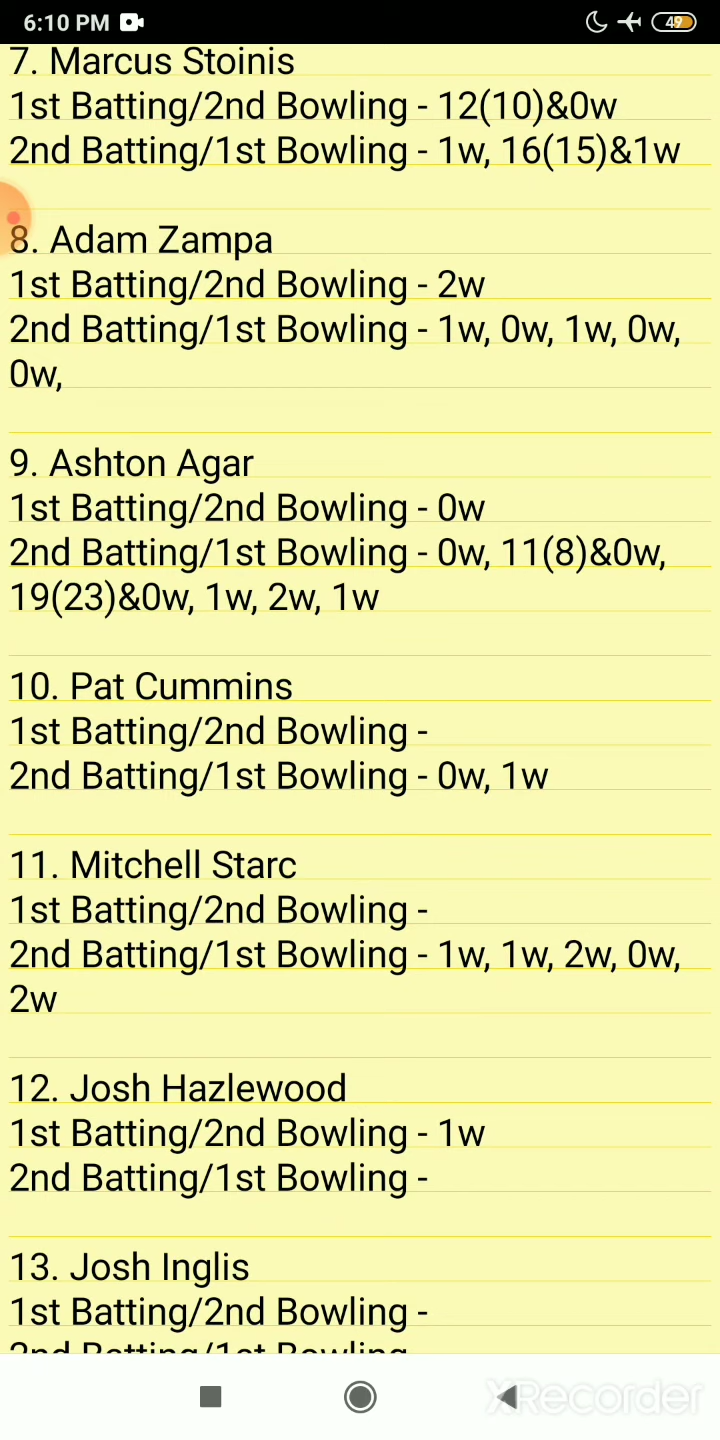 6:10 PM
49
7. Marcus Stoinis
1st Batting/2nd Bowling - 12(10)&0w
2nd Batting/1st Bowling - 1w, 16(15)&1w
8. Adam Zampa
1st Batting/2nd Bowling - 2w
2nd Batting/1st Bowling - 1w, 0w, 1w, 0w,
0w,
9. Ashton Agar
1st Batting/2nd Bowling - 0w
2nd Batting/1st Bowling - 0w, 11(8)&0w,
19(23)&0w, 1w, 2w, 1w
10. Pat Cummins
1st Batting/2nd Bowling -
2nd Batting/1st Bowling - 0w, 1w
11. Mitchell Starc
1st Batting/2nd Bowling -
2nd Batting/1st Bowling - 1w, 1w, 2w, 0w,
2w
12. Josh Hazlewood
1st Batting/2nd Bowling - 1w
2nd Batting/1st Bowling -
13. Josh Inglis
1st Batting/2nd Bowling -
2nd Batting/1st Bowling
XRecorder